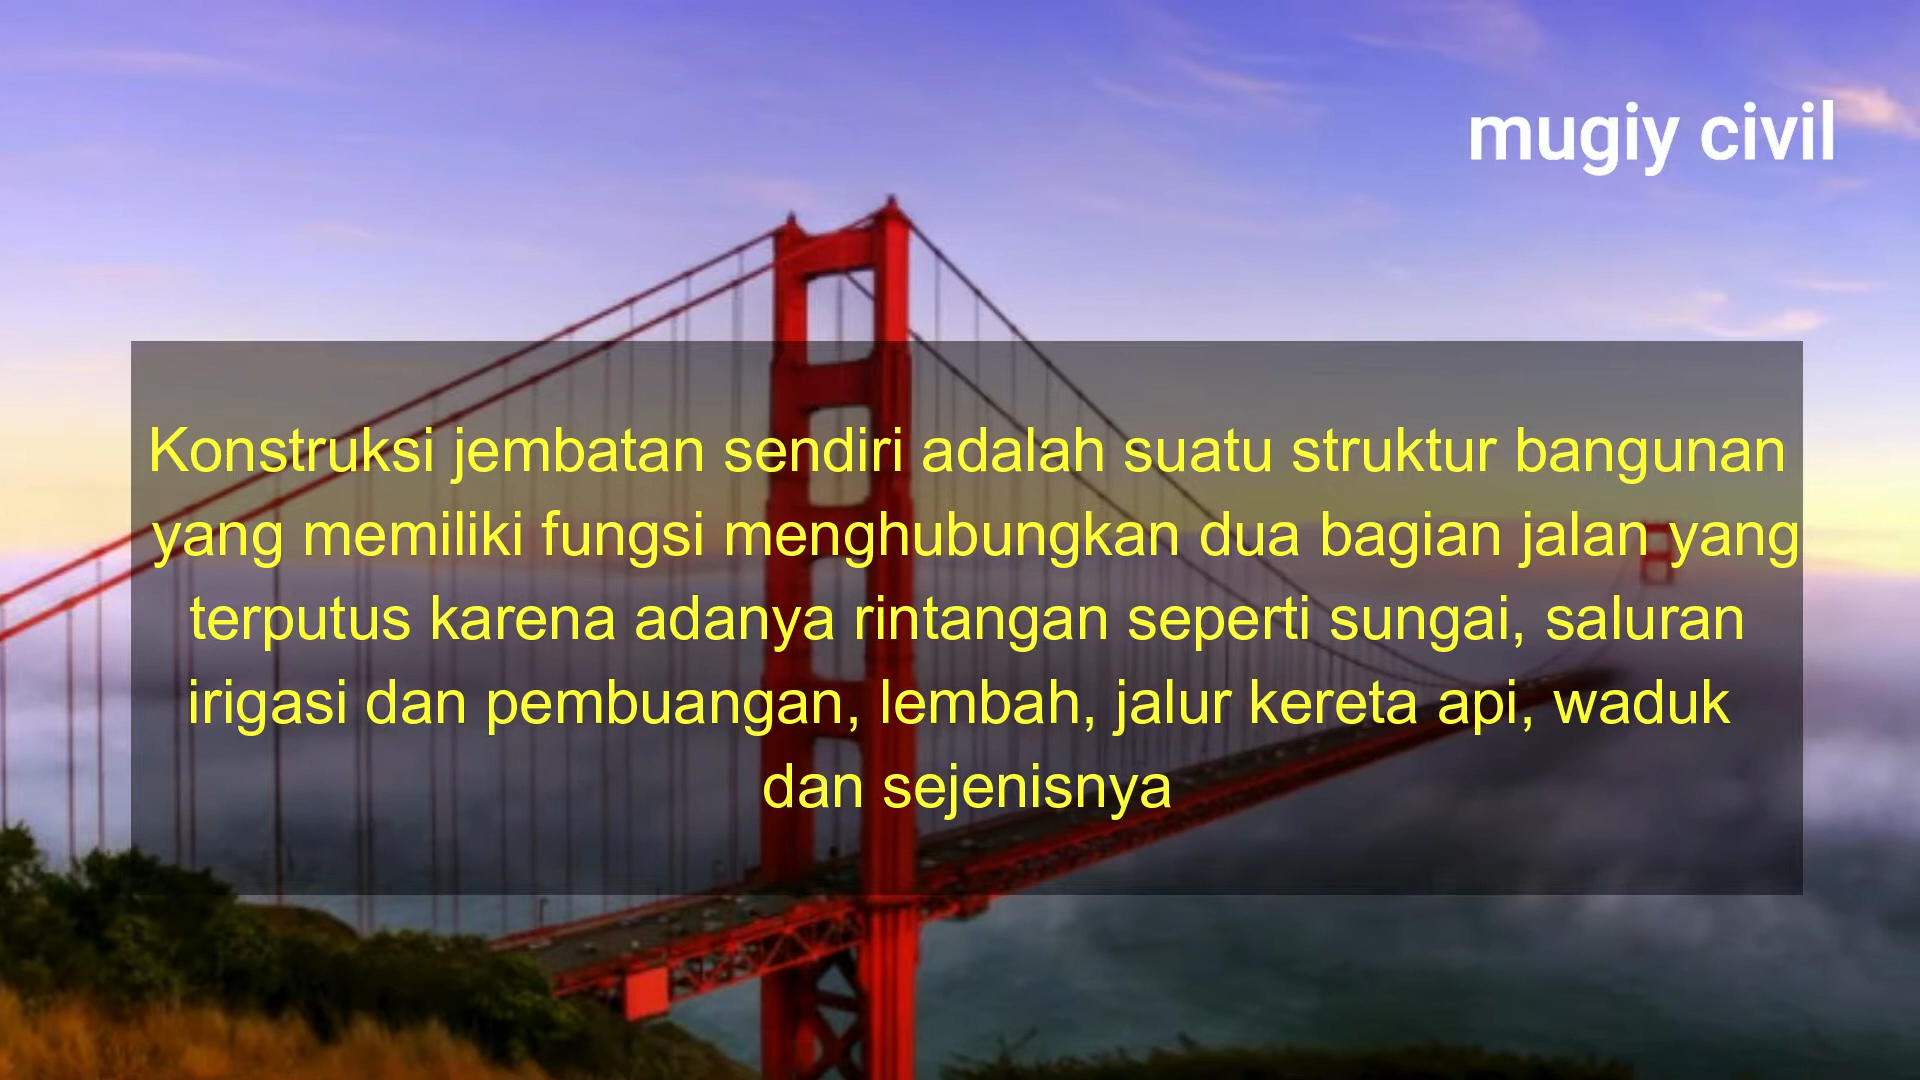 mugiy civil
Konstruksi jembatan sendiri adalah suatu struktur bangunan
yang memiliki fungsi menghubungkan dua bagian jalan yang
terputus karena adanya rintangan seperti sungai, saluran
irigasi dan pembuangan, lembah, jalur kereta api, waduk
dan sejenisnya